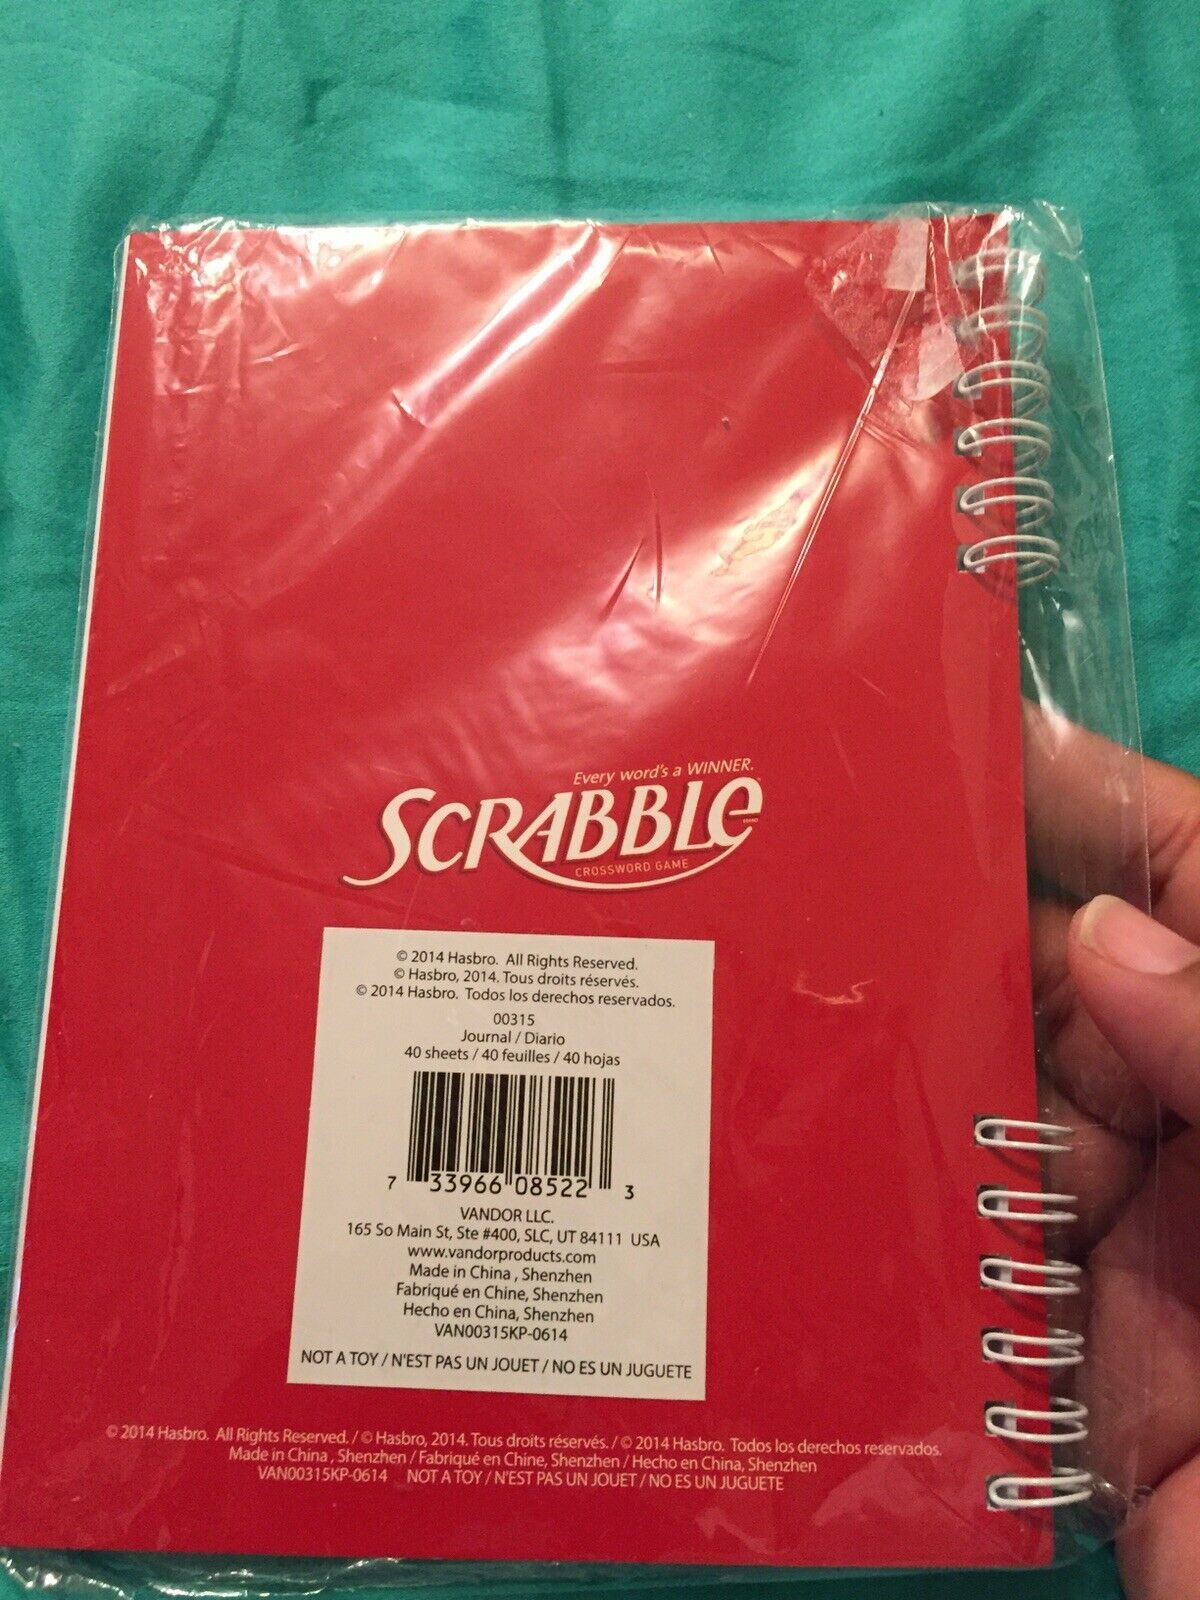 Every word's a WINNER.
SCRABBLE
BRAND
CROSSWORD GAME
© 2014 Hasbro. All Rights Reserved.
© Hasbro, 2014. Tous droits réservés.
© 2014 Hasbro. Todos los derechos reservados.
00315
Journal / Diario
40 sheets / 40 feuilles / 40 hojas
7 33966 08522 3
VANDOR LLC.
165 So Main St, Ste #400, SLC, UT 84111 USA
www.vandorproducts.com
Made in China , Shenzhen
Fabriqué en Chine, Shenzhen
Hecho en China, Shenzhen
VAN00315KP-0614
NOT A TOY / N'EST PAS UN JOUET / NO ES UN JUGUETE
© 2014 Hasbro. All Rights Reserved. / © Hasbro, 2014. Tous droits réservés. / © 2014 Hasbro. Todos los derechos reservados.
Made in China , Shenzhen / Fabriqué en Chine, Shenzhen / Hecho en China, Shenzhen
VAN00315KP-0614 NOT A TOY / N'EST PAS UN JOUET / NO ES UN JUGUETE